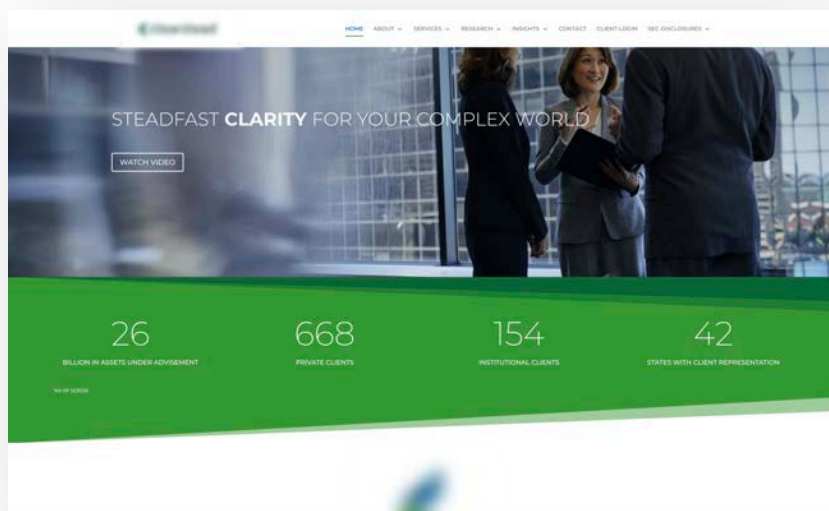 HOME ABOUT SERVICES RESEARCH INSIGHTS CONTACT CLIENT LOGIN SEC DISCLOSURES
STEADFAST CLARITY FOR YOUR COMPLEX WORLD
WATCH VIDEO
26 668 154 42
BILLION IN ASSETS UNDER ADVISEMENT PRIVATE CLIENTS INSTITUTIONAL CLIENTS STATES WITH CLIENT REPRESENTATION